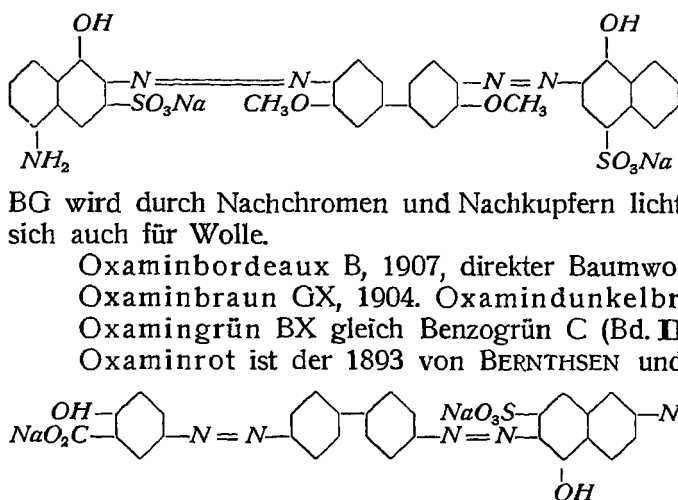 OH OH
N=N N=N
SO₃Na CH₃O OCH₃
NH₂ SO₃Na
BG wird durch Nachchromen und Nachkupfern licht
sich auch für Wolle.
Oxaminbordeaux B, 1907, direkter Baumwo
Oxaminbraun GX, 1904. Oxamindunkelbr
Oxamingrün BX gleich Benzogrün C (Bd. II
Oxaminrot ist der 1893 von BERNTHSEN und
OH NaO₃S N
NaO₂C N=N N=N
OH